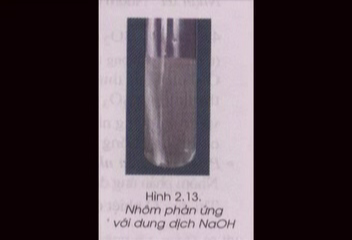 Hình 2.13.
Nhôm phản ứng
với dung dịch NaOH